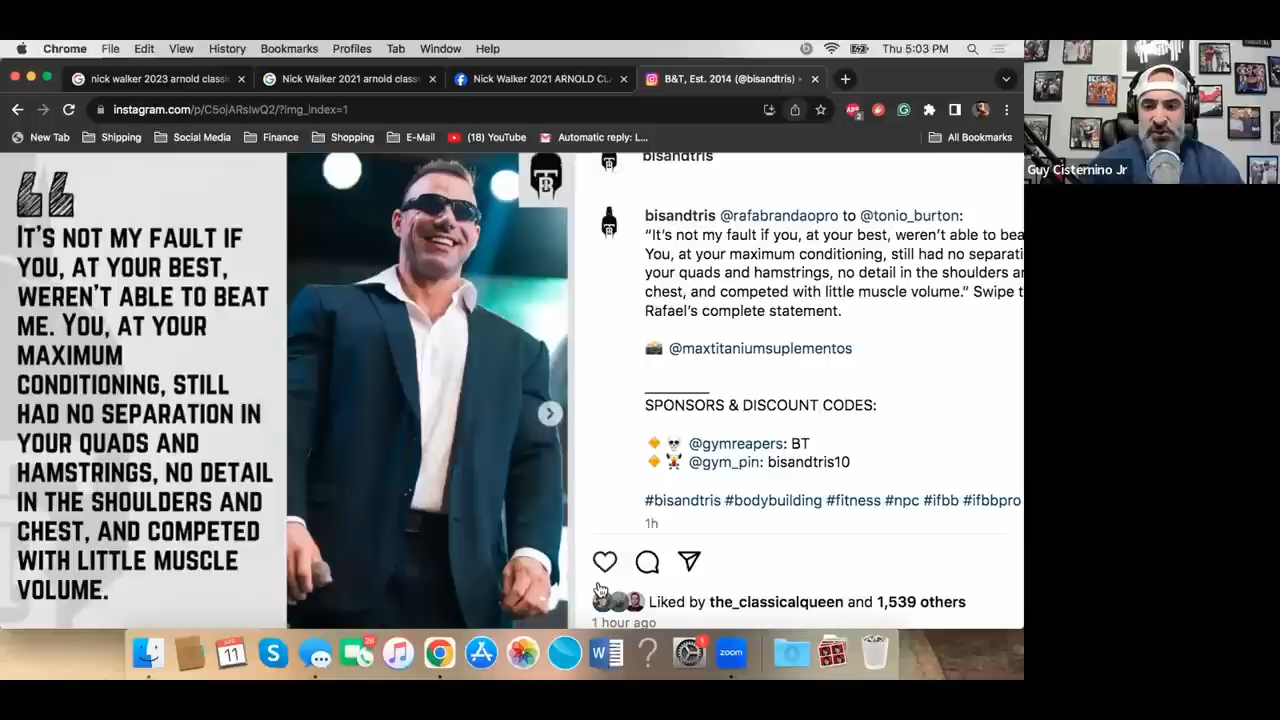 Chrome File Edit View History Bookmarks Profiles Tab Window Help Thu 5:03 PM
nick walker 2023 arnold classic Nick Walker 2021 arnold class Nick Walker 2021 ARNOLD CL B&T, Est. 2014 (@bisandtris)
instagram.com/p/C5ojARsIwQ2/?img_index=1
ABP
2
New Tab Shipping Social Media Finance Shopping E-Mail (18) YouTube Automatic reply: L... All Bookmarks
IT'S NOT MY FAULT IF
YOU, AT YOUR BEST,
WEREN'T ABLE TO BEAT
ME. YOU, AT YOUR
MAXIMUM
CONDITIONING, STILL
HAD NO SEPARATION IN
YOUR QUADS AND
HAMSTRINGS, NO DETAIL
IN THE SHOULDERS AND
CHEST, AND COMPETED
WITH LITTLE MUSCLE
VOLUME.
bisandtris
bisandtris @rafabrandaopro to @tonio_burton:
“It’s not my fault if you, at your best, weren’t able to bea
You, at your maximum conditioning, still had no separati
your quads and hamstrings, no detail in the shoulders a
chest, and competed with little muscle volume.” Swipe t
Rafael’s complete statement.
@maxtitaniumsuplementos
SPONSORS & DISCOUNT CODES:
@gymreapers: BT
@gym_pin: bisandtris10
#bisandtris #bodybuilding #fitness #npc #ifbb #ifbbpro
1h
Liked by the_classicalqueen and 1,539 others
1 hour ago
APR
11
26
1
zoom
Guy Cisternino Jr